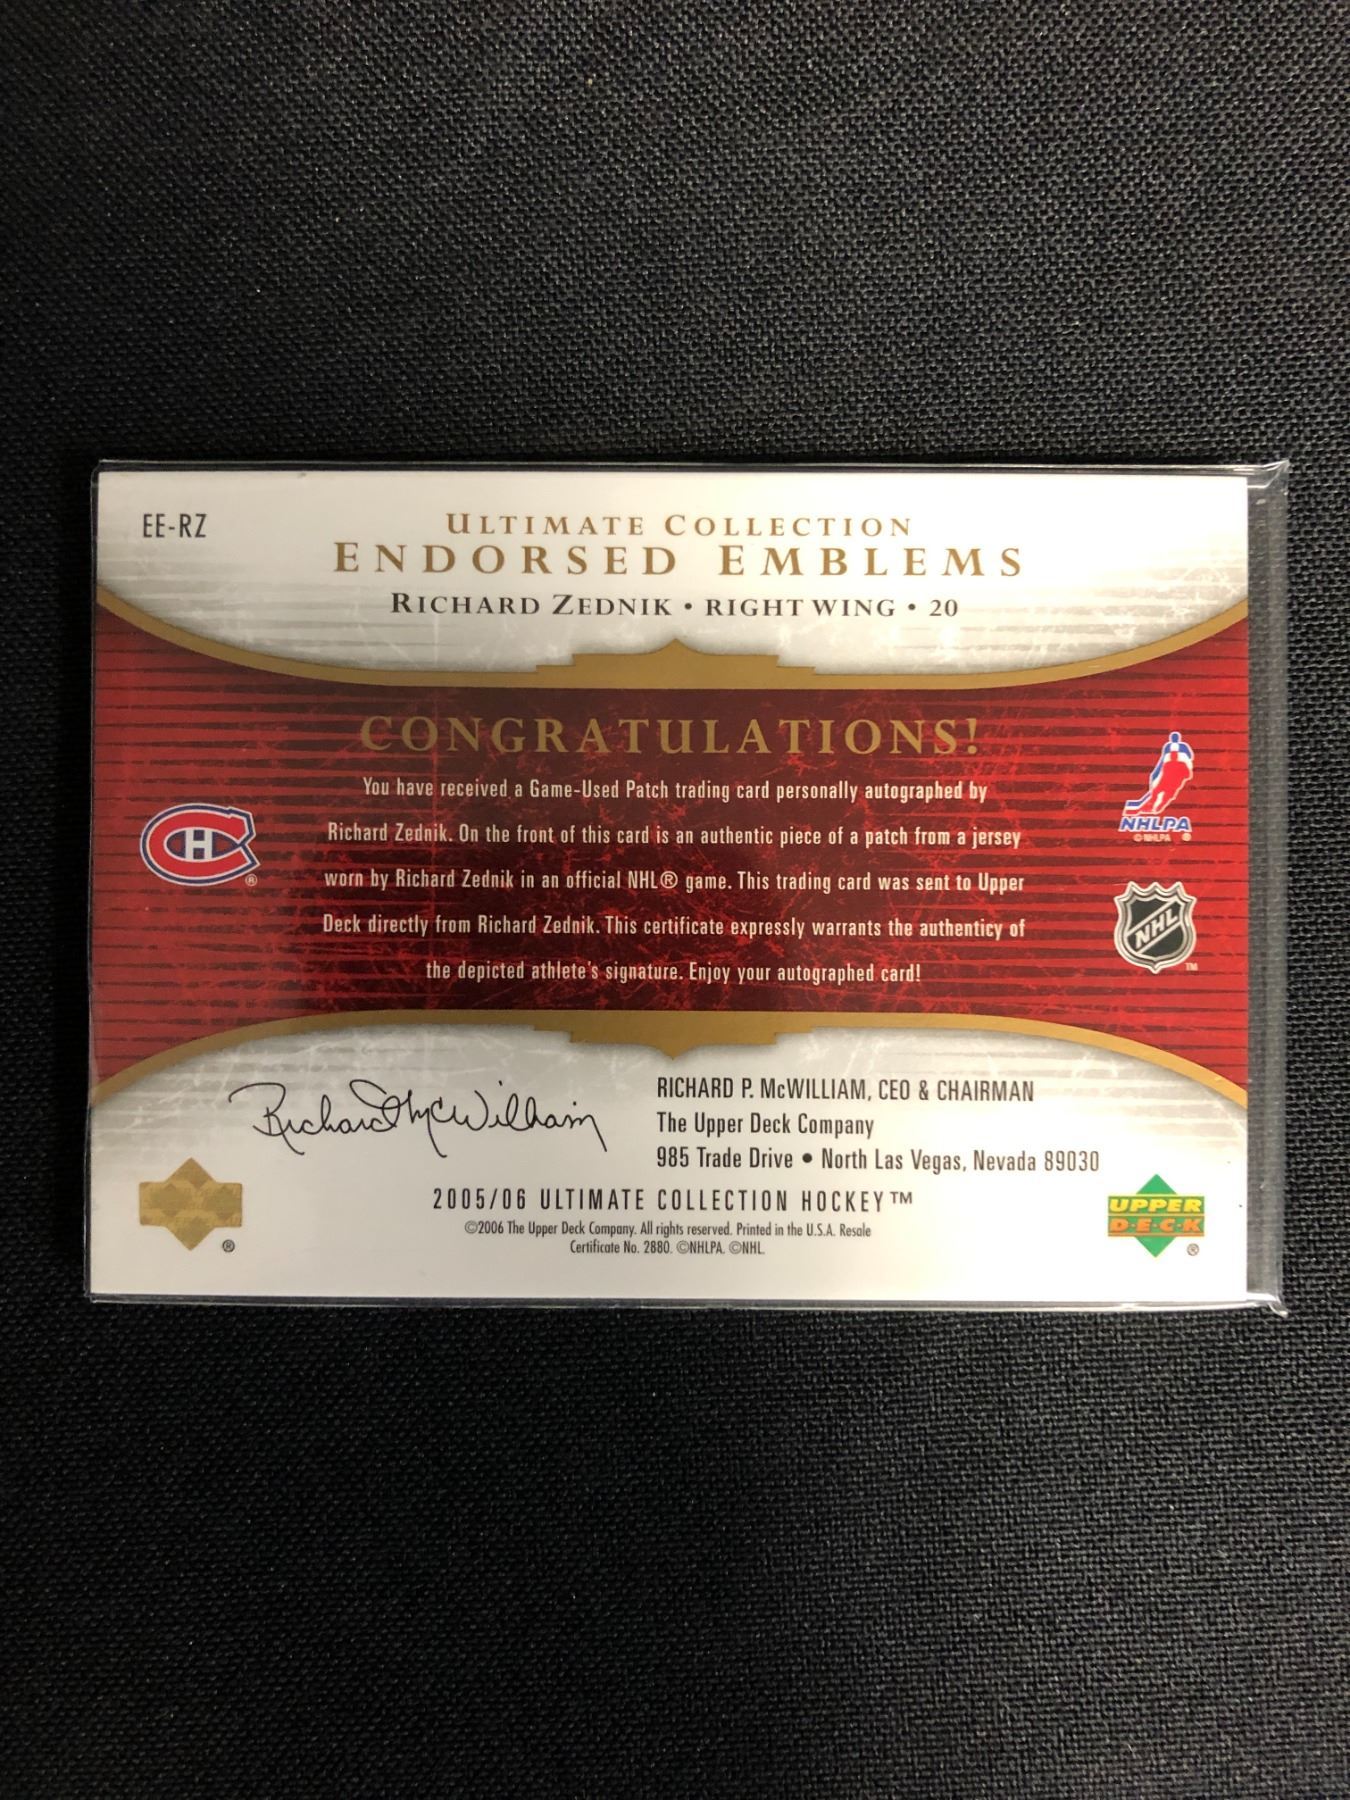 EE-RZ
ULTIMATE COLLECTION
ENDORSED EMBLEMS
RICHARD ZEDNIK • RIGHT WING • 20
CONGRATULATIONS!
You have received a Game-Used Patch trading card personally autographed by
Richard Zednik. On the front of this card is an authentic piece of a patch from a jersey
worn by Richard Zednik in an official NHL® game. This trading card was sent to Upper
Deck directly from Richard Zednik. This certificate expressly warrants the authenticy of
the depicted athlete's signature. Enjoy your autographed card!
CH ®
NHLPA
©NHLPA ®
NHL
TM
Richard McWilliam
RICHARD P. McWILLIAM, CEO & CHAIRMAN
The Upper Deck Company
985 Trade Drive • North Las Vegas, Nevada 89030
2005/06 ULTIMATE COLLECTION HOCKEY™
©2006 The Upper Deck Company. All rights reserved. Printed in the U.S.A. Resale
Certificate No. 2880. ©NHLPA. ©NHL.
®
UPPER
D·E·C·K
®